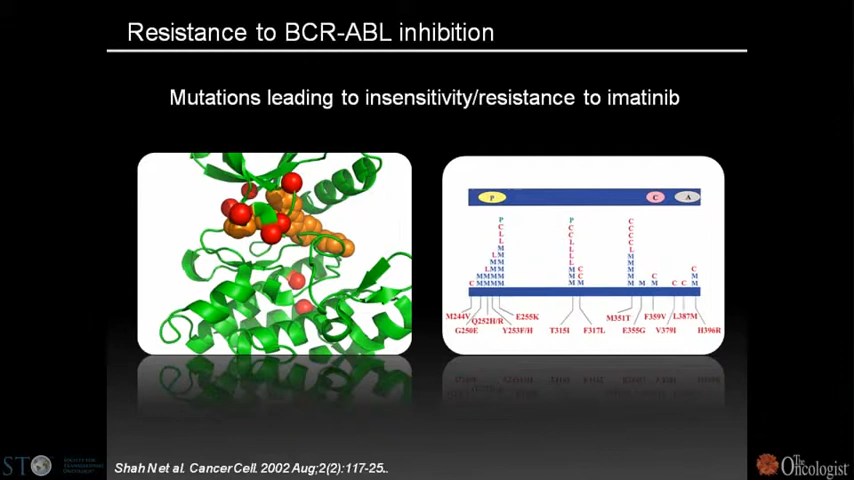 Resistance to BCR-ABL inhibition
Mutations leading to insensitivity/resistance to imatinib
P C A
M244V
G250E
Q252H/R
Y253F/H
E255K
T315I
F317L
M351T
E355G
F359V
V379I
L387M
H396R
Shah N et al. Cancer Cell. 2002 Aug;2(2):117-25..
The
Oncologist